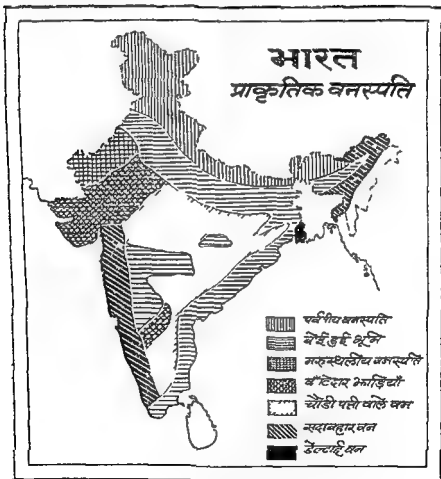 भारत
प्राकृतिक वनस्पति
पर्वतीय वनस्पति
बोई हुई भूमि
मरुस्थलीय वनस्पति
काँटेदार झाड़ियाँ
चौड़ी पत्ती वाले वन
सदाबहार वन
डेल्टाई वन